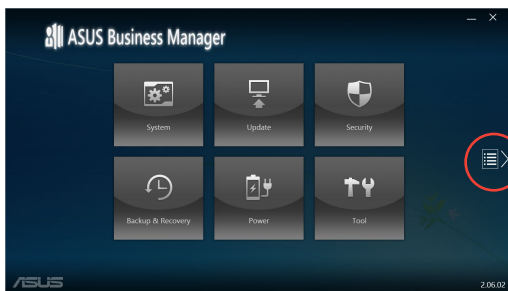 ASUS Business Manager
System
Update
Security
Backup & Recovery
Power
Tool
ASUS
2.06.02